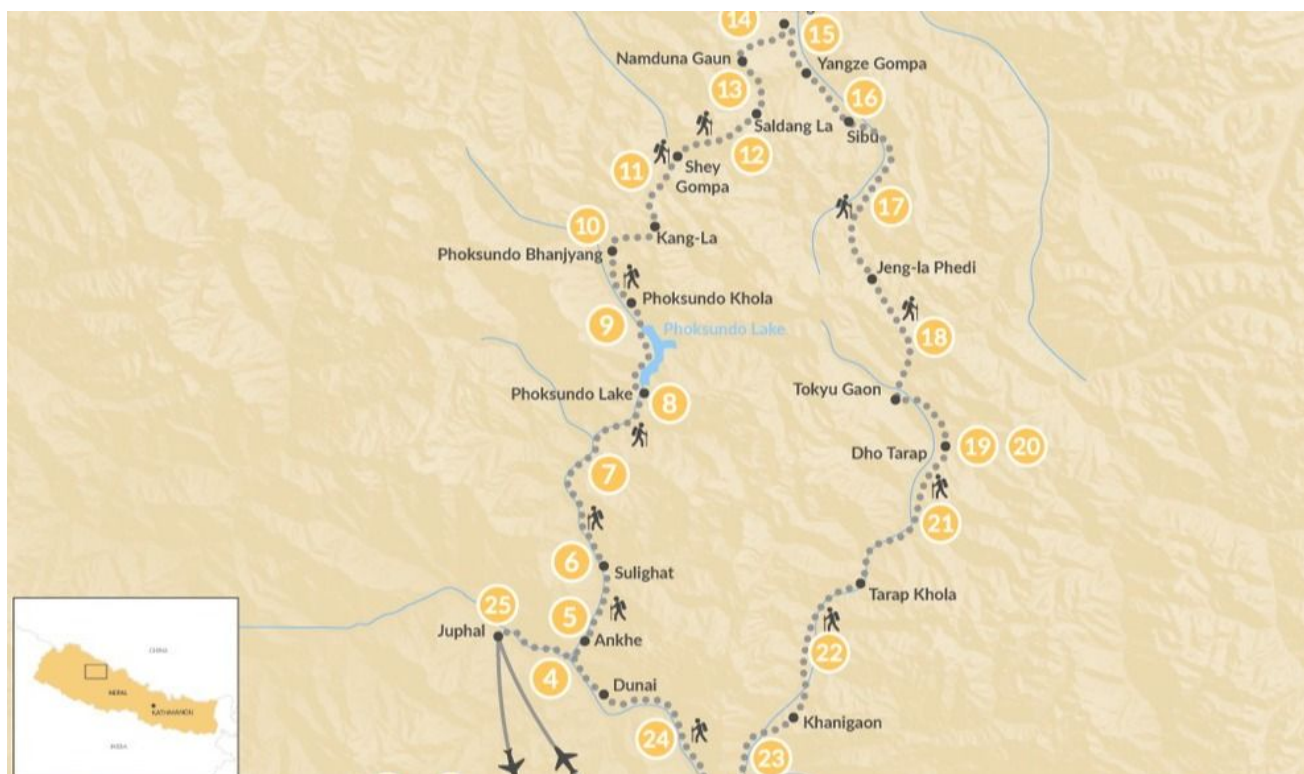 14
15
Namduna Gaun
Yangze Gompa
13
16
Saldang La
Sibu
12
11
Shey
Gompa
17
10
Kang-La
Phoksundo Bhanjyang
Jeng-la Phedi
Phoksundo Khola
9
Phoksundo Lake
18
Phoksundo Lake
8
Tokyu Gaon
Dho Tarap
19
20
7
21
6
Sulighat
Tarap Khola
25
5
Juphal
Ankhe
22
4
Dunai
Khanigaon
24
23
CHINA
NEPAL
KATHMANDU
INDIA